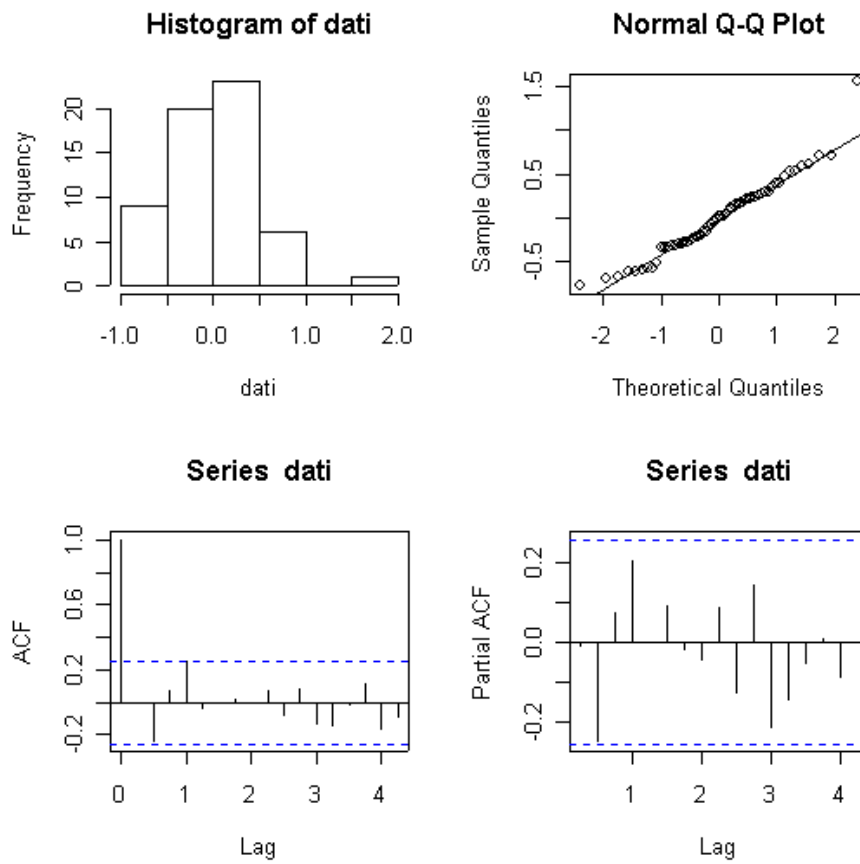 Histogram of dati
Frequency
0 5 10 15 20
-1.0 0.0 1.0 2.0
dati
Normal Q-Q Plot
Sample Quantiles
-0.5 0.5 1.5
-2 -1 0 1 2
Theoretical Quantiles
Series dati
ACF
-0.2 0.2 0.6 1.0
0 1 2 3 4
Lag
Series dati
Partial ACF
-0.2 0.0 0.2
1 2 3 4
Lag